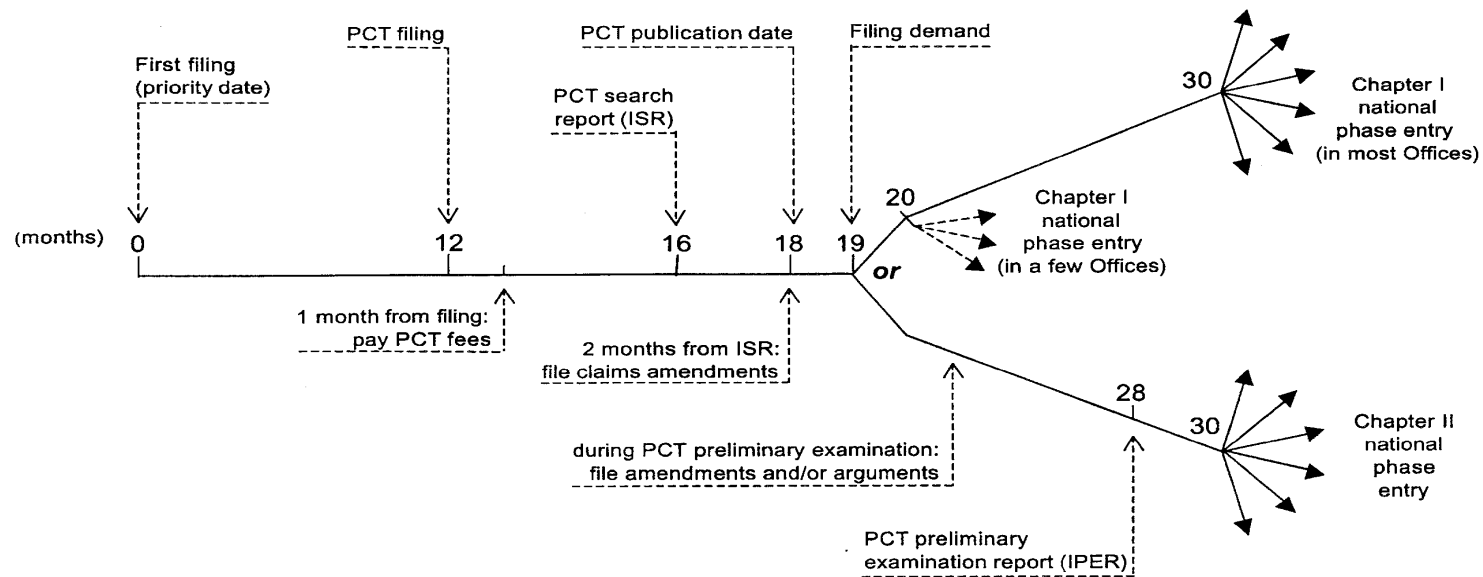 First filing
(priority date)
PCT filing
PCT search
report (ISR)
PCT publication date
Filing demand
(months)
0
12
16
18
19
or
20
30
Chapter I
national
phase entry
(in most Offices)
Chapter I
national
phase entry
(in a few Offices)
1 month from filing:
pay PCT fees
2 months from ISR:
file claims amendments
during PCT preliminary examination:
file amendments and/or arguments
28
30
Chapter II
national
phase
entry
PCT preliminary
examination report (IPER)